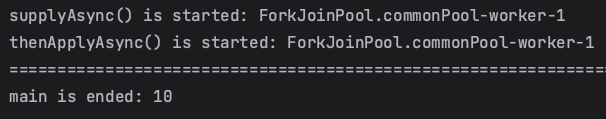 supplyAsync() is started: ForkJoinPool.commonPool-worker-1
thenApplyAsync() is started: ForkJoinPool.commonPool-worker-1
==============================================================
main is ended: 10